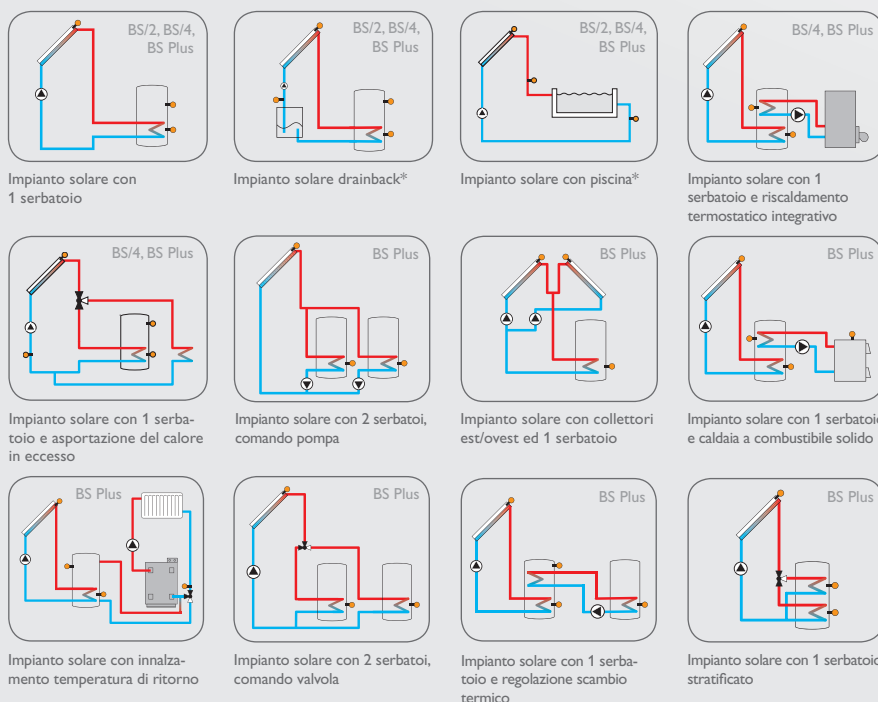 BS/2, BS/4,
BS Plus
Impianto solare con
1 serbatoio
BS/2, BS/4,
BS Plus
Impianto solare drainback*
BS/2, BS/4,
BS Plus
Impianto solare con piscina*
BS/4, BS Plus
Impianto solare con 1
serbatoio e riscaldamento
termostatico integrativo
BS/4, BS Plus
Impianto solare con 1 serba-
toio e asportazione del calore
in eccesso
BS Plus
Impianto solare con 2 serbatoi,
comando pompa
BS Plus
Impianto solare con collettori
est/ovest ed 1 serbatoio
BS Plus
Impianto solare con 1 serbatoio
e caldaia a combustibile solido
BS Plus
Impianto solare con innalza-
mento temperatura di ritorno
BS Plus
Impianto solare con 2 serbatoi,
comando valvola
BS Plus
Impianto solare con 1 serba-
toio e regolazione scambio
termico
BS Plus
Impianto solare con 1 serbatoio
stratificato